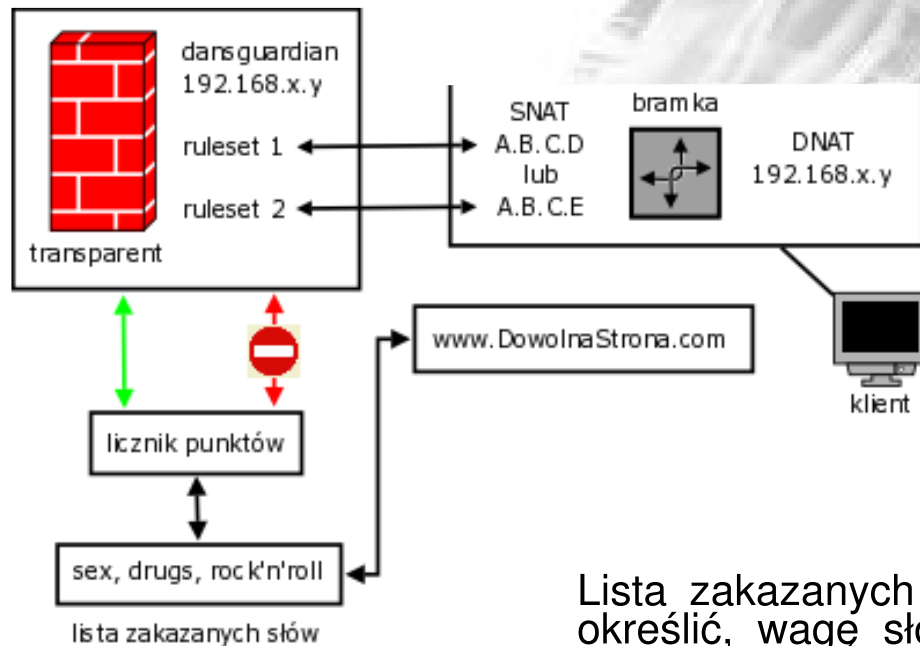 dansguardian
192.168.x.y
ruleset 1
ruleset 2
transparent
SNAT
A.B.C.D
lub
A.B.C.E
bramka
DNAT
192.168.x.y
www.DowolnaStrona.com
klient
licznik punktów
sex, drugs, rock'n'roll
lista zakazanych słów
Lista zakazanych
określić, wagę sło